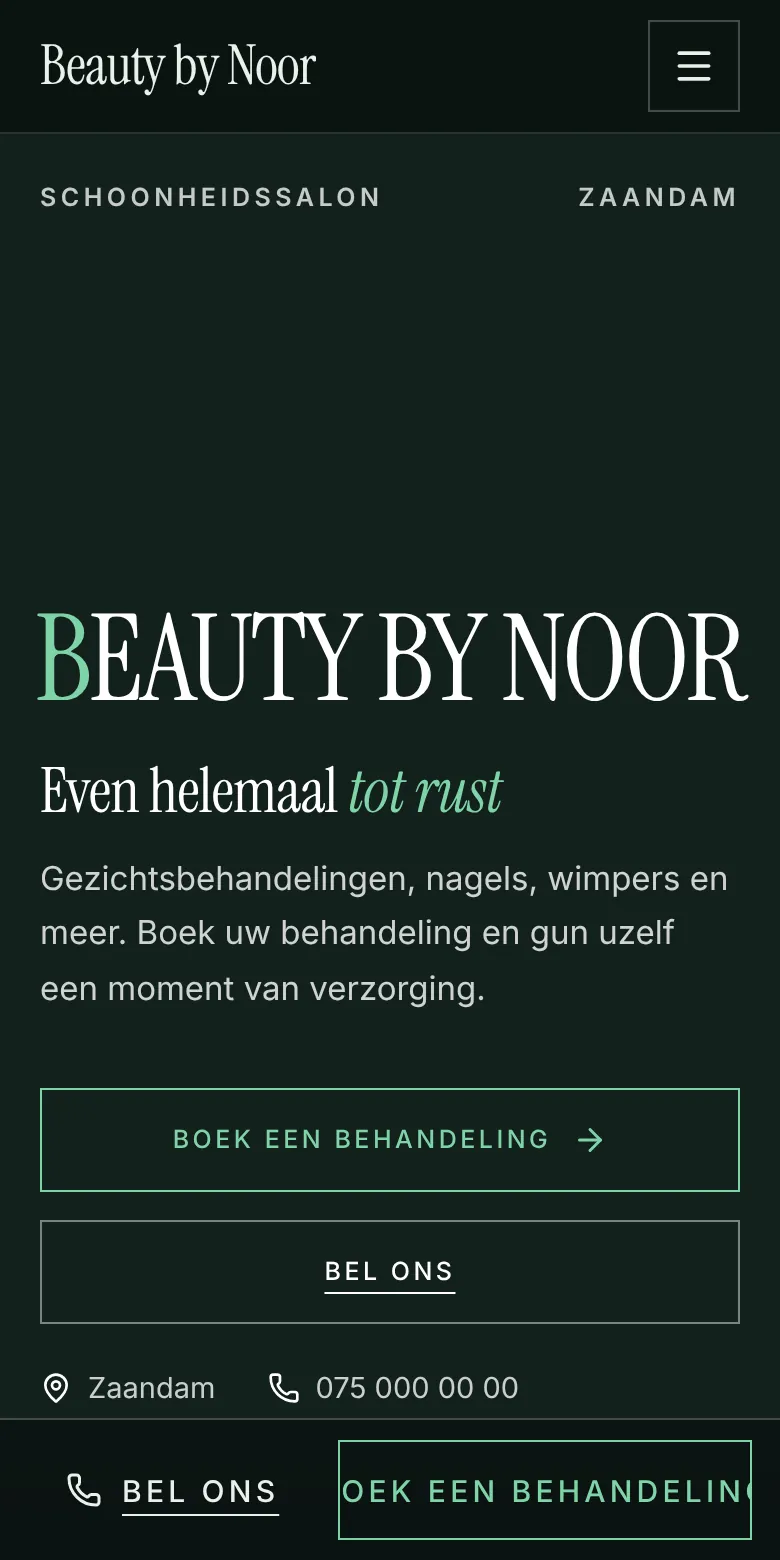 Beauty by Noor
SCHOONHEIDSSALON
ZAANDAM
BEAUTY BY NOOR
Even helemaal tot rust
Gezichtsbehandelingen, nagels, wimpers en
meer. Boek uw behandeling en gun uzelf
een moment van verzorging.
BOEK EEN BEHANDELING
BEL ONS
Zaandam
075 000 00 00
BEL ONS
OEK EEN BEHANDELING